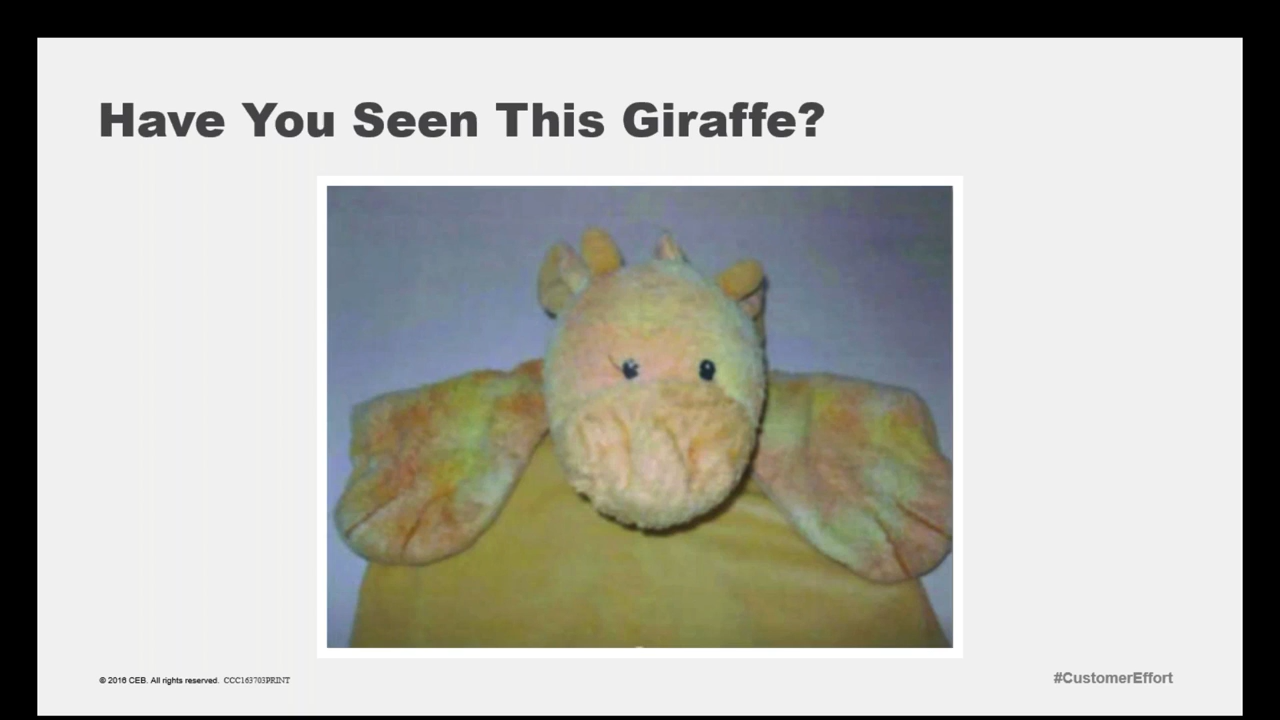 Have You Seen This Giraffe?
© 2016 CEB. All rights reserved. CCC163703PRINT
#CustomerEffort